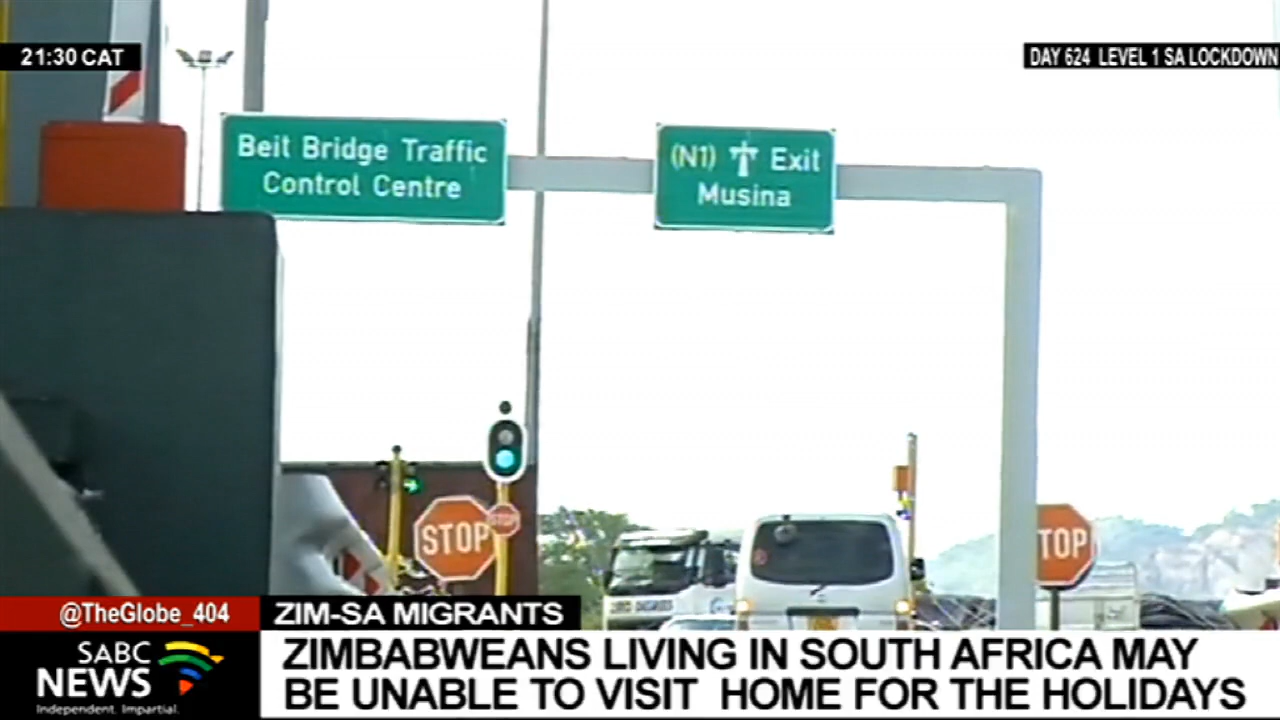 21:30 CAT
DAY 624 LEVEL 1 SA LOCKDOWN
Beit Bridge Traffic
Control Centre
(N1) Exit
Musina
STOP
STOP
TOP
@TheGlobe_404
ZIM-SA MIGRANTS
SABC
NEWS
Independent. Impartial.
ZIMBABWEANS LIVING IN SOUTH AFRICA MAY
BE UNABLE TO VISIT HOME FOR THE HOLIDAYS